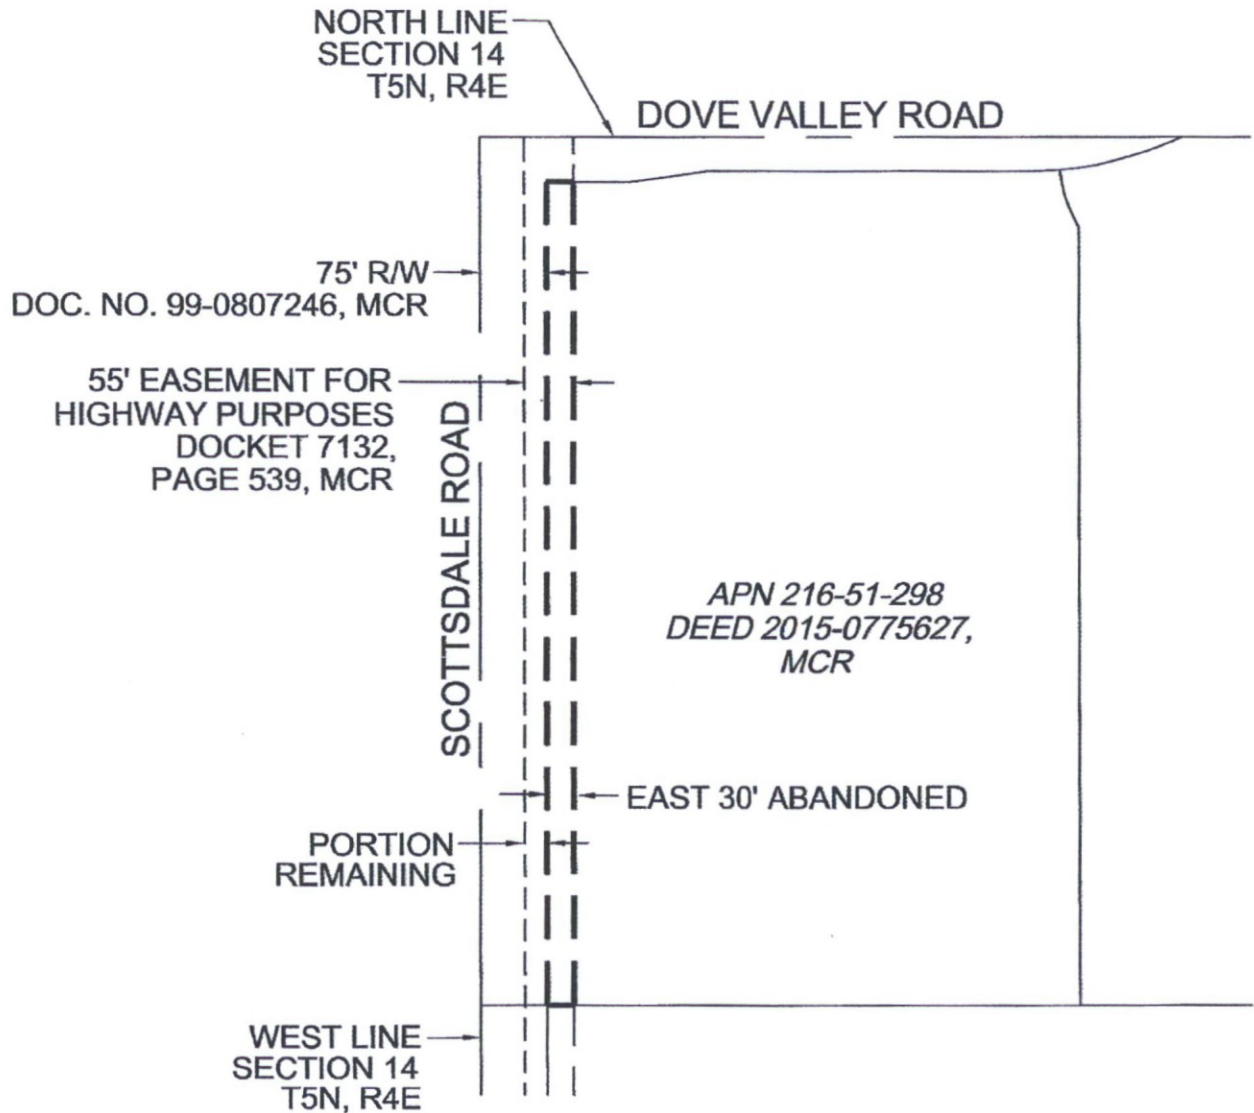 NORTH LINE
SECTION 14
T5N, R4E
DOVE VALLEY ROAD
75' R/W
DOC. NO. 99-0807246, MCR
55' EASEMENT FOR
HIGHWAY PURPOSES
DOCKET 7132,
PAGE 539, MCR
SCOTTSDALE ROAD
APN 216-51-298
DEED 2015-0775627,
MCR
EAST 30' ABANDONED
PORTION
REMAINING
WEST LINE
SECTION 14
T5N, R4E